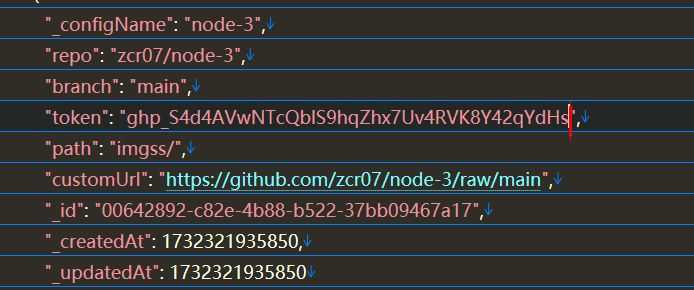 "_configName": "node-3",
"repo": "zcr07/node-3",
"branch": "main",
"token": 
"path": "imgss/",
"customUrl": "https://github.com/zcr07/node-3/raw/main",
"_id": "00642892-c82e-4b88-b522-37bb09467a17",
"_createdAt": 1732321935850,
"_updatedAt": 1732321935850